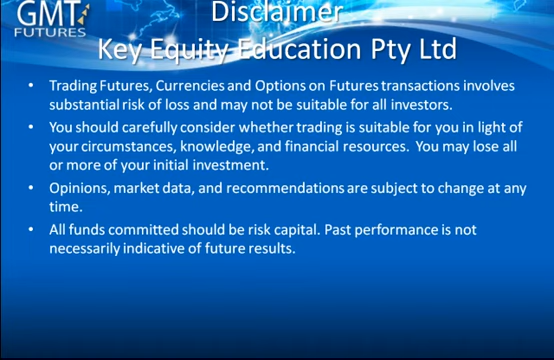 GMT
FUTURES
Disclaimer
Key Equity Education Pty Ltd
• Trading Futures, Currencies and Options on Futures transactions involves
substantial risk of loss and may not be suitable for all investors.
• You should carefully consider whether trading is suitable for you in light of
your circumstances, knowledge, and financial resources. You may lose all
or more of your initial investment.
• Opinions, market data, and recommendations are subject to change at any
time.
• All funds committed should be risk capital. Past performance is not
necessarily indicative of future results.